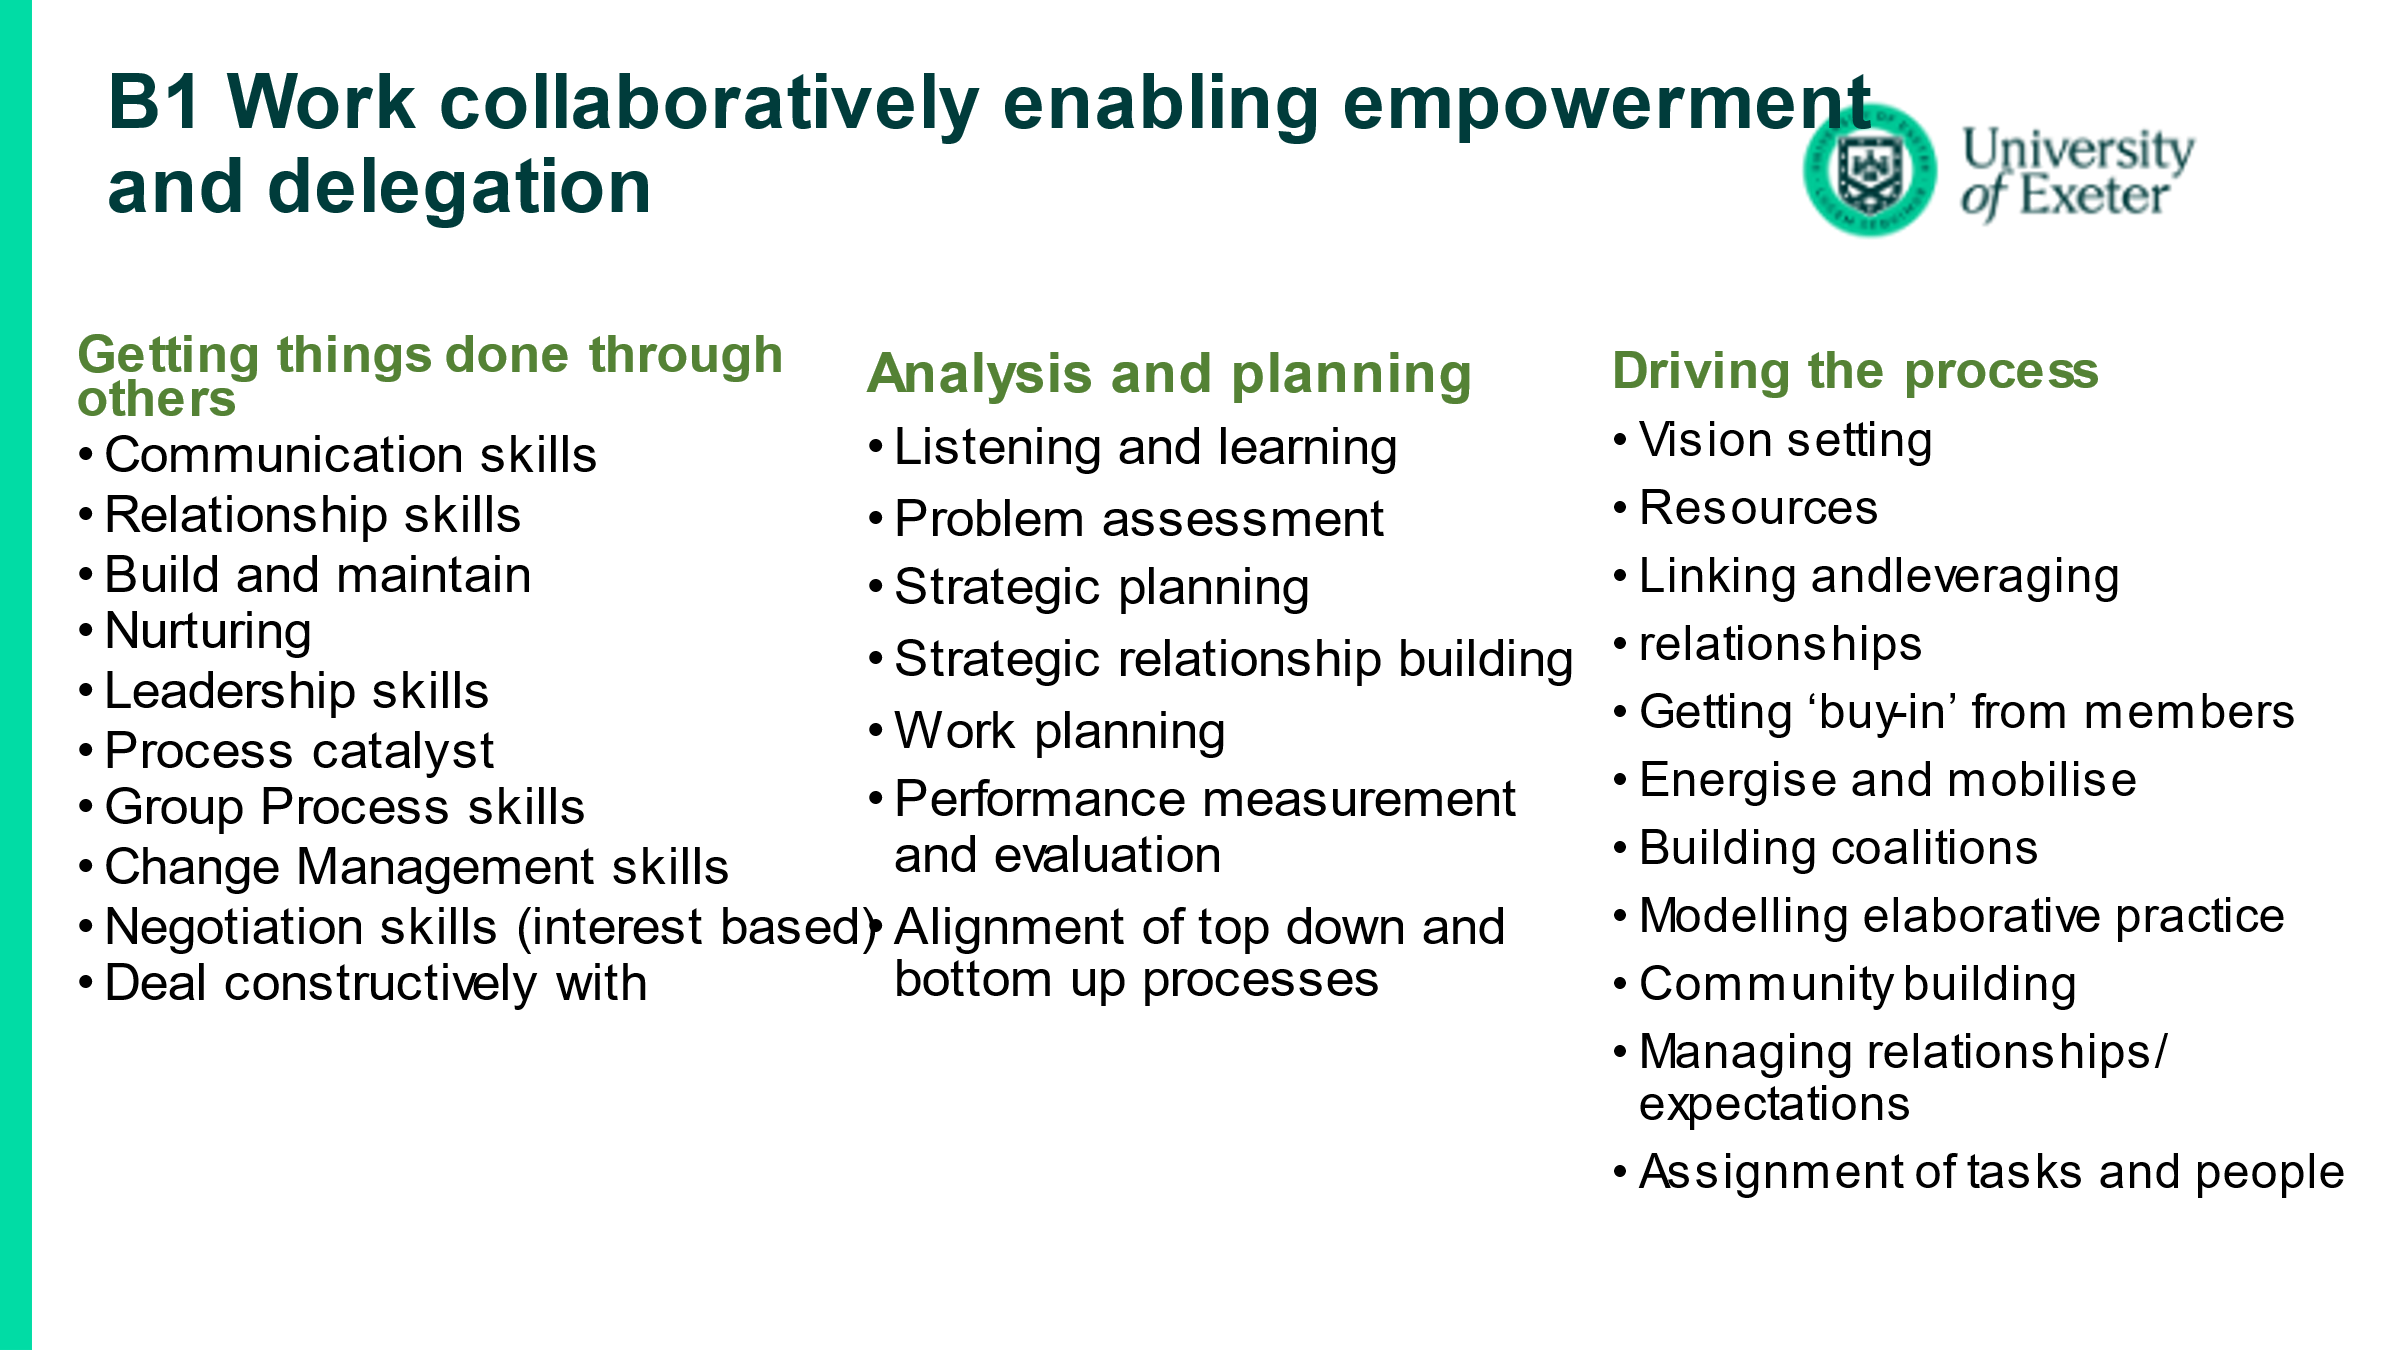 B1 Work collaboratively enabling empowerment
and delegation
University
of Exeter
Getting things done through
others
• Communication skills
• Relationship skills
• Build and maintain
• Nurturing
• Leadership skills
• Process catalyst
• Group Process skills
• Change Management skills
• Negotiation skills (interest based)
• Deal constructively with
Analysis and planning
• Listening and learning
• Problem assessment
• Strategic planning
• Strategic relationship building
• Work planning
• Performance measurement
and evaluation
• Alignment of top down and
bottom up processes
Driving the process
• Vision setting
• Resources
• Linking andleveraging
• relationships
• Getting ‘buy-in’ from members
• Energise and mobilise
• Building coalitions
• Modelling elaborative practice
• Community building
• Managing relationships/
expectations
• Assignment of tasks and people